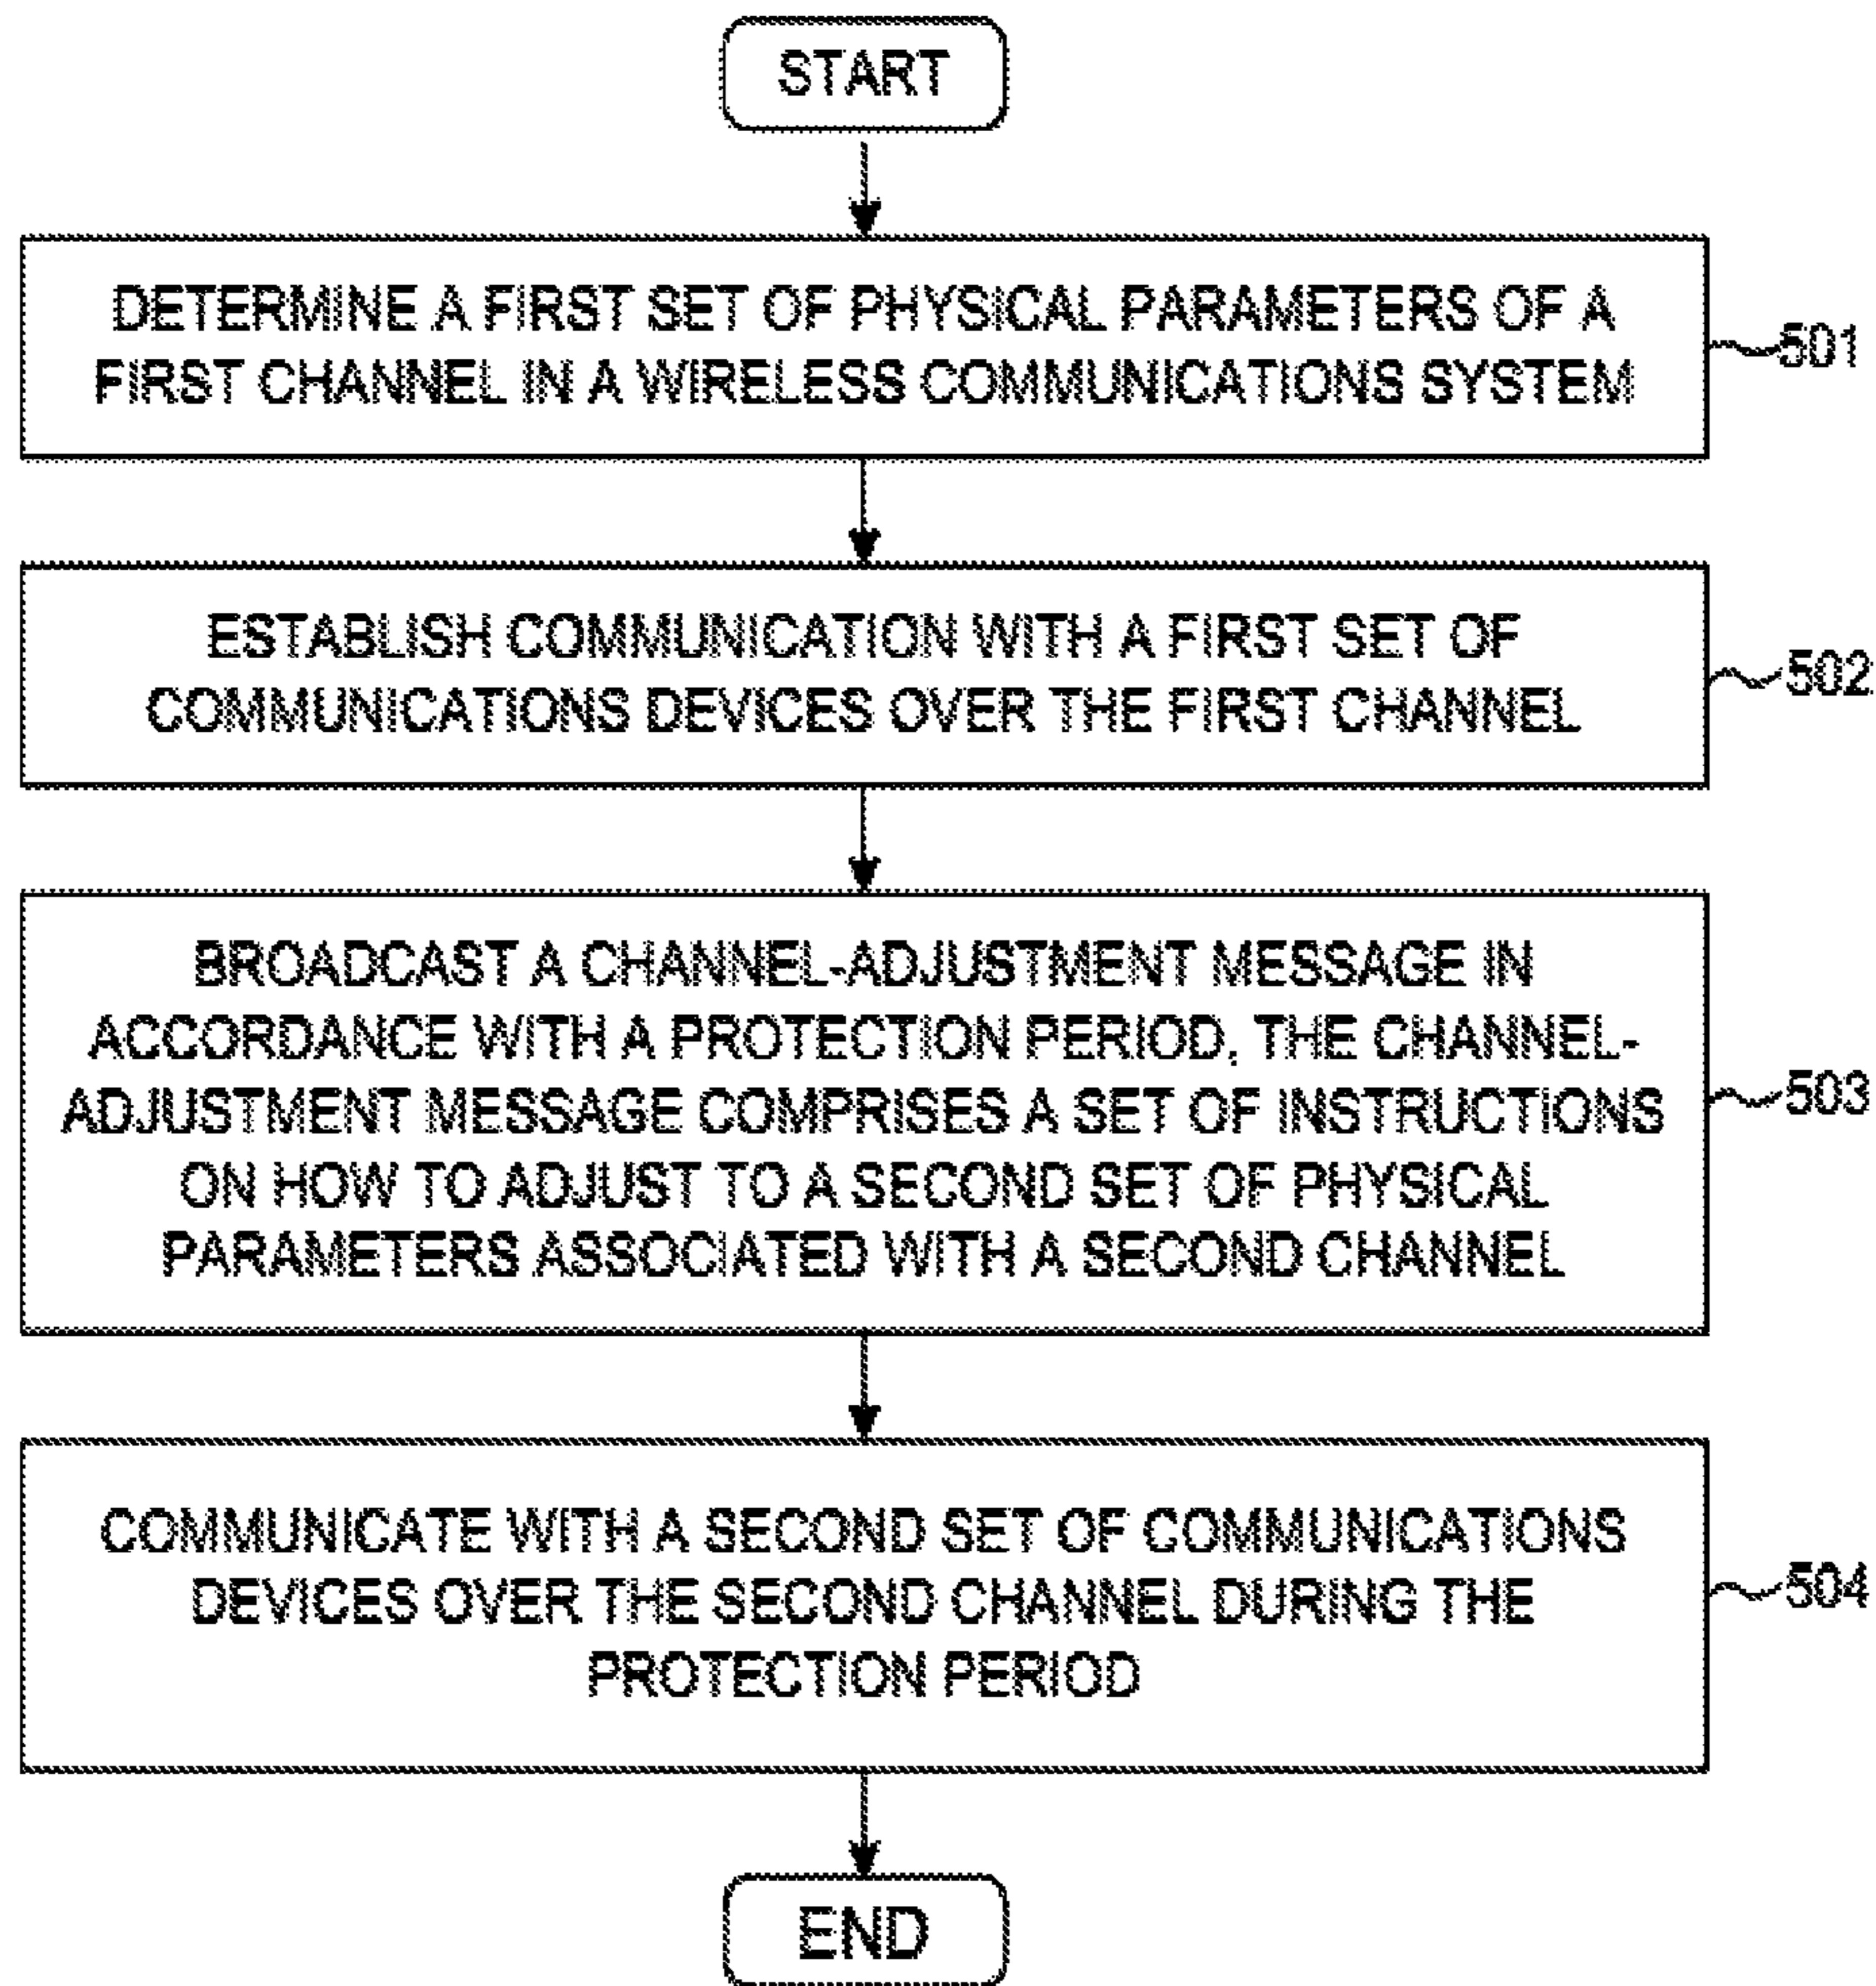 START
DETERMINE A FIRST SET OF PHYSICAL PARAMETERS OF A
FIRST CHANNEL IN A WIRELESS COMMUNICATIONS SYSTEM
501
ESTABLISH COMMUNICATION WITH A FIRST SET OF
COMMUNICATIONS DEVICES OVER THE FIRST CHANNEL
502
BROADCAST A CHANNEL-ADJUSTMENT MESSAGE IN
ACCORDANCE WITH A PROTECTION PERIOD, THE CHANNEL-
ADJUSTMENT MESSAGE COMPRISES A SET OF INSTRUCTIONS
ON HOW TO ADJUST TO A SECOND SET OF PHYSICAL
PARAMETERS ASSOCIATED WITH A SECOND CHANNEL
503
COMMUNICATE WITH A SECOND SET OF COMMUNICATIONS
DEVICES OVER THE SECOND CHANNEL DURING THE
PROTECTION PERIOD
504
END